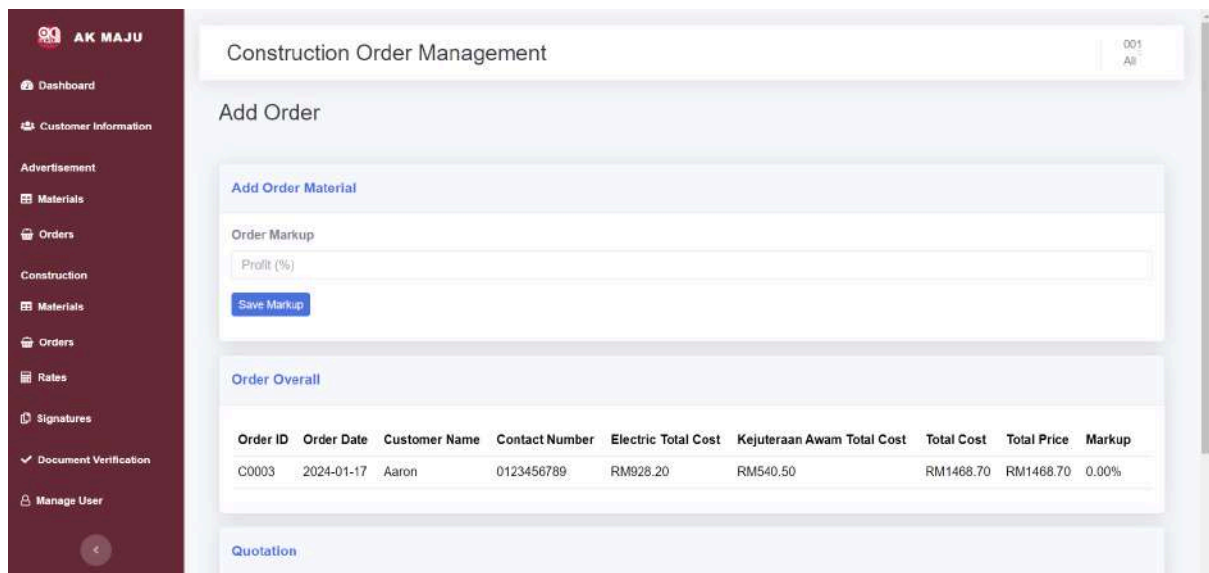 AK MAJU
Dashboard
Customer Information
Advertisement
Materials
Orders
Construction
Materials
Orders
Rates
Signatures
Document Verification
Manage User
Construction Order Management
001
All
Add Order
Add Order Material
Order Markup
Profit (%)
Save Markup
Order Overall
Order ID Order Date Customer Name Contact Number Electric Total Cost Kejuteraan Awam Total Cost Total Cost Total Price Markup
C0003 2024-01-17 Aaron 0123456789 RM928.20 RM540.50 RM1468.70 RM1468.70 0.00%
Quotation